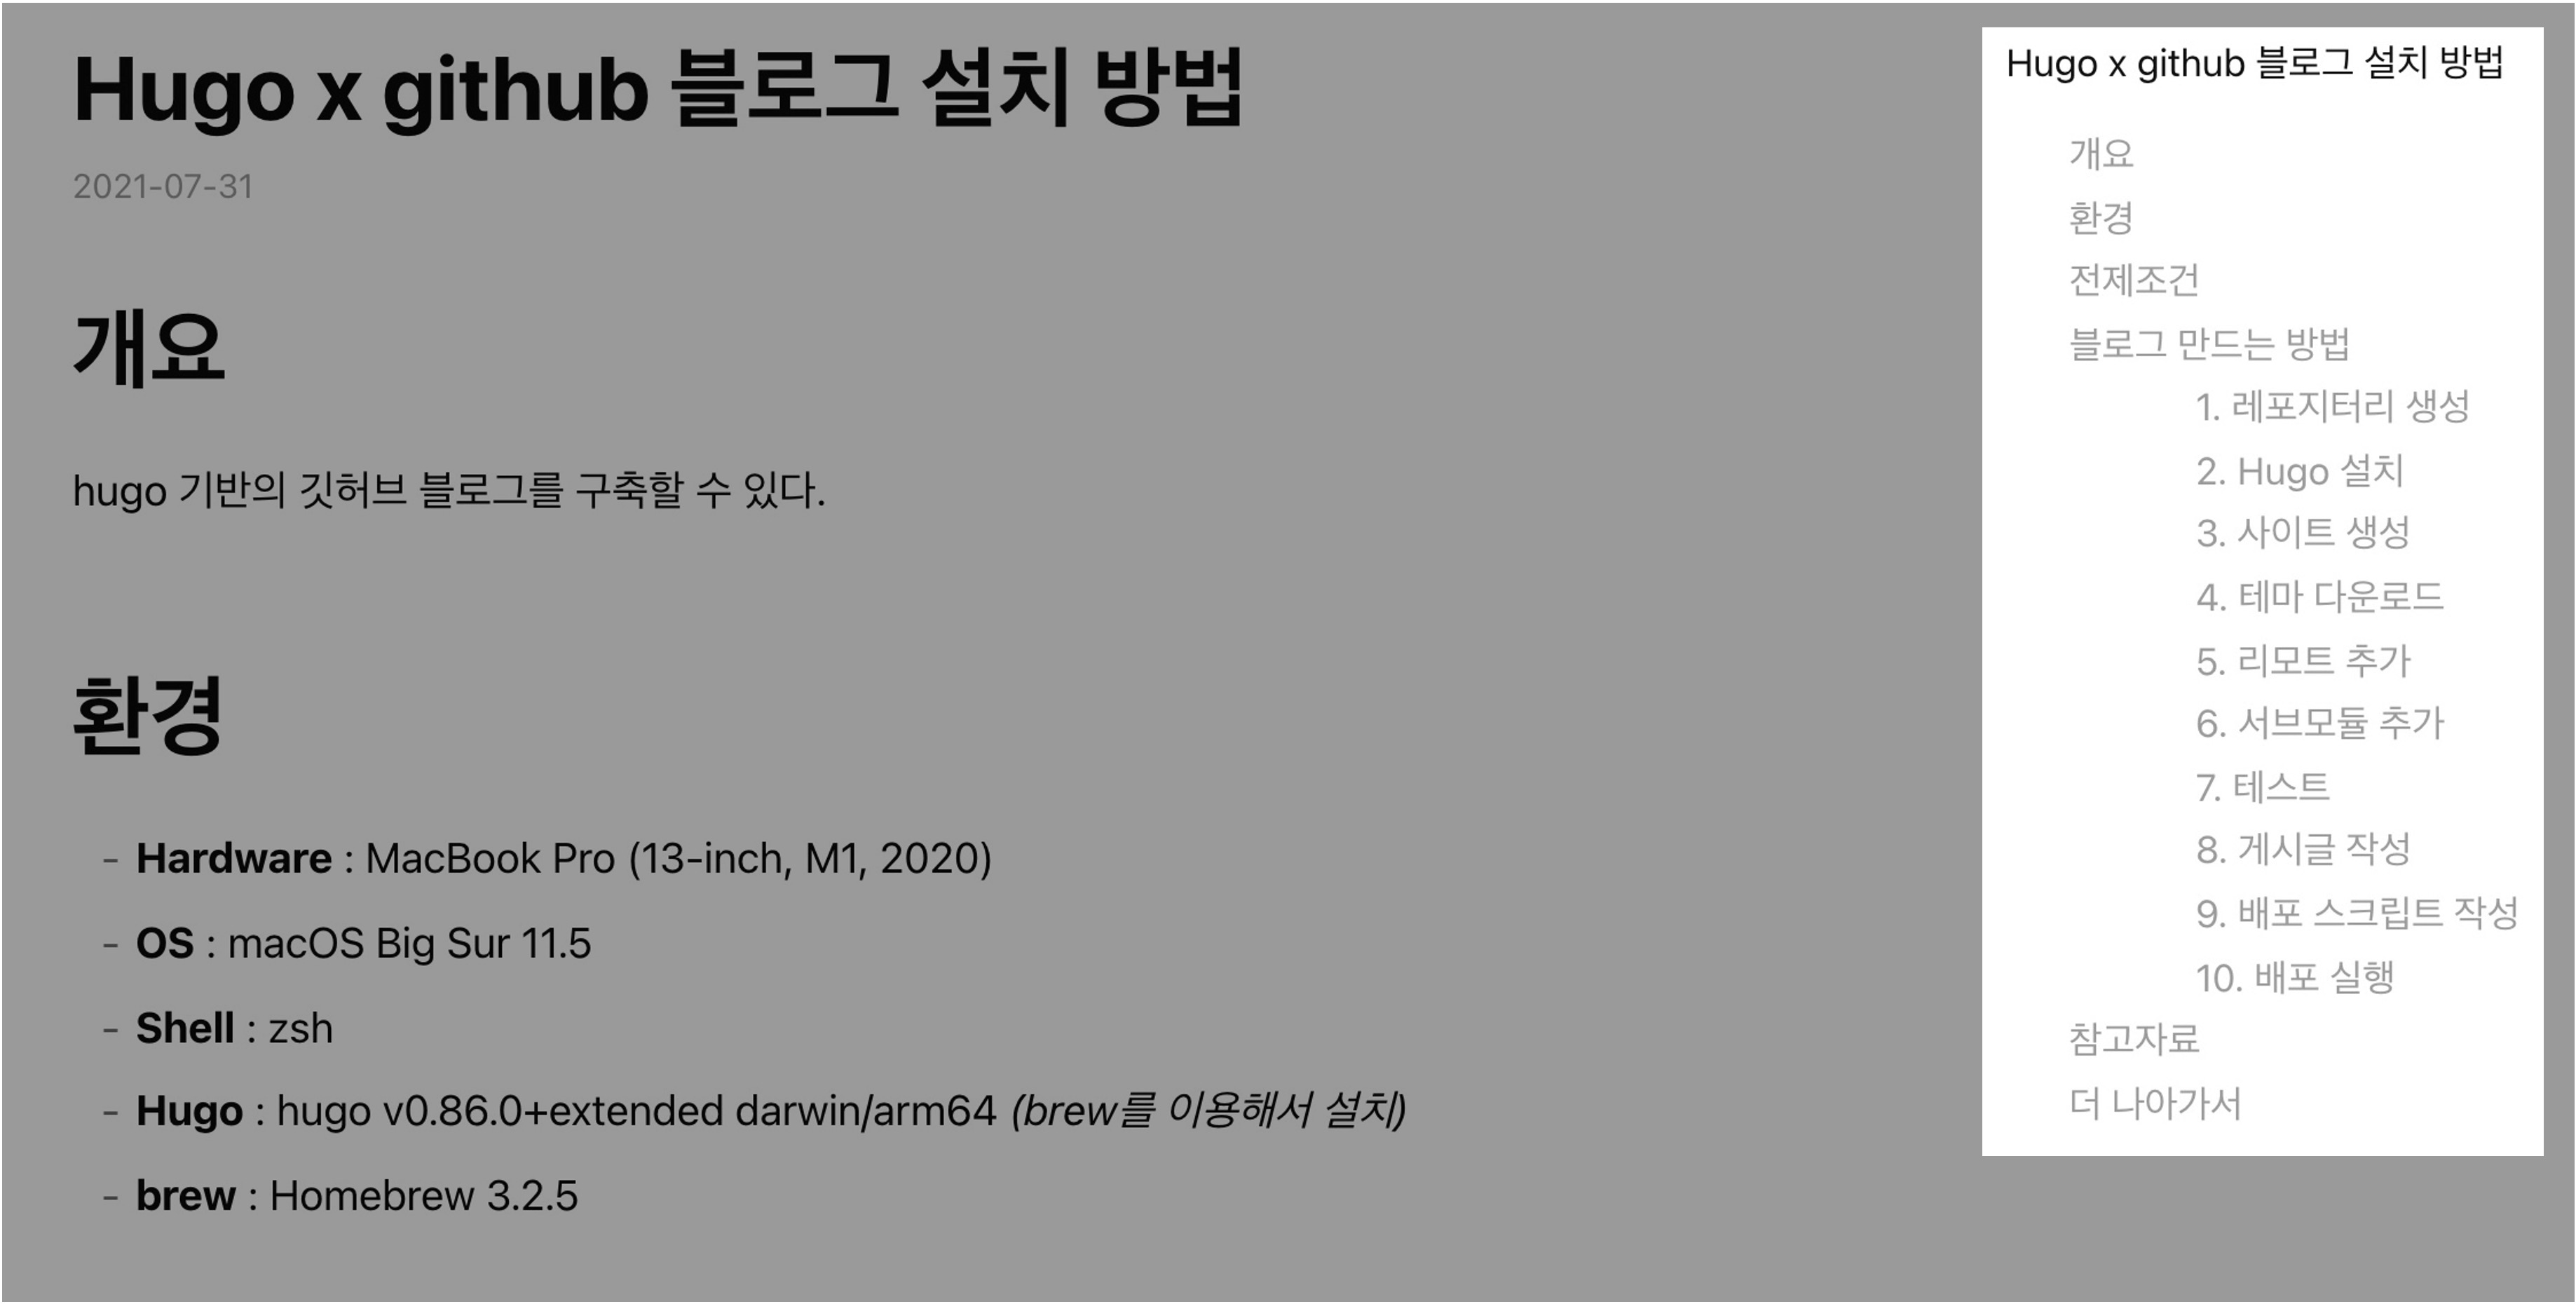 Hugo x github 블로그 설치 방법
2021-07-31
개요
hugo 기반의 깃허브 블로그를 구축할 수 있다.
환경
- Hardware : MacBook Pro (13-inch, M1, 2020)
- OS : macOS Big Sur 11.5
- Shell : zsh
- Hugo : hugo v0.86.0+extended darwin/arm64 (brew를 이용해서 설치)
- brew : Homebrew 3.2.5
Hugo x github 블로그 설치 방법
개요
환경
전제조건
블로그 만드는 방법
1. 레포지터리 생성
2. Hugo 설치
3. 사이트 생성
4. 테마 다운로드
5. 리모트 추가
6. 서브모듈 추가
7. 테스트
8. 게시글 작성
9. 배포 스크립트 작성
10. 배포 실행
참고자료
더 나아가서